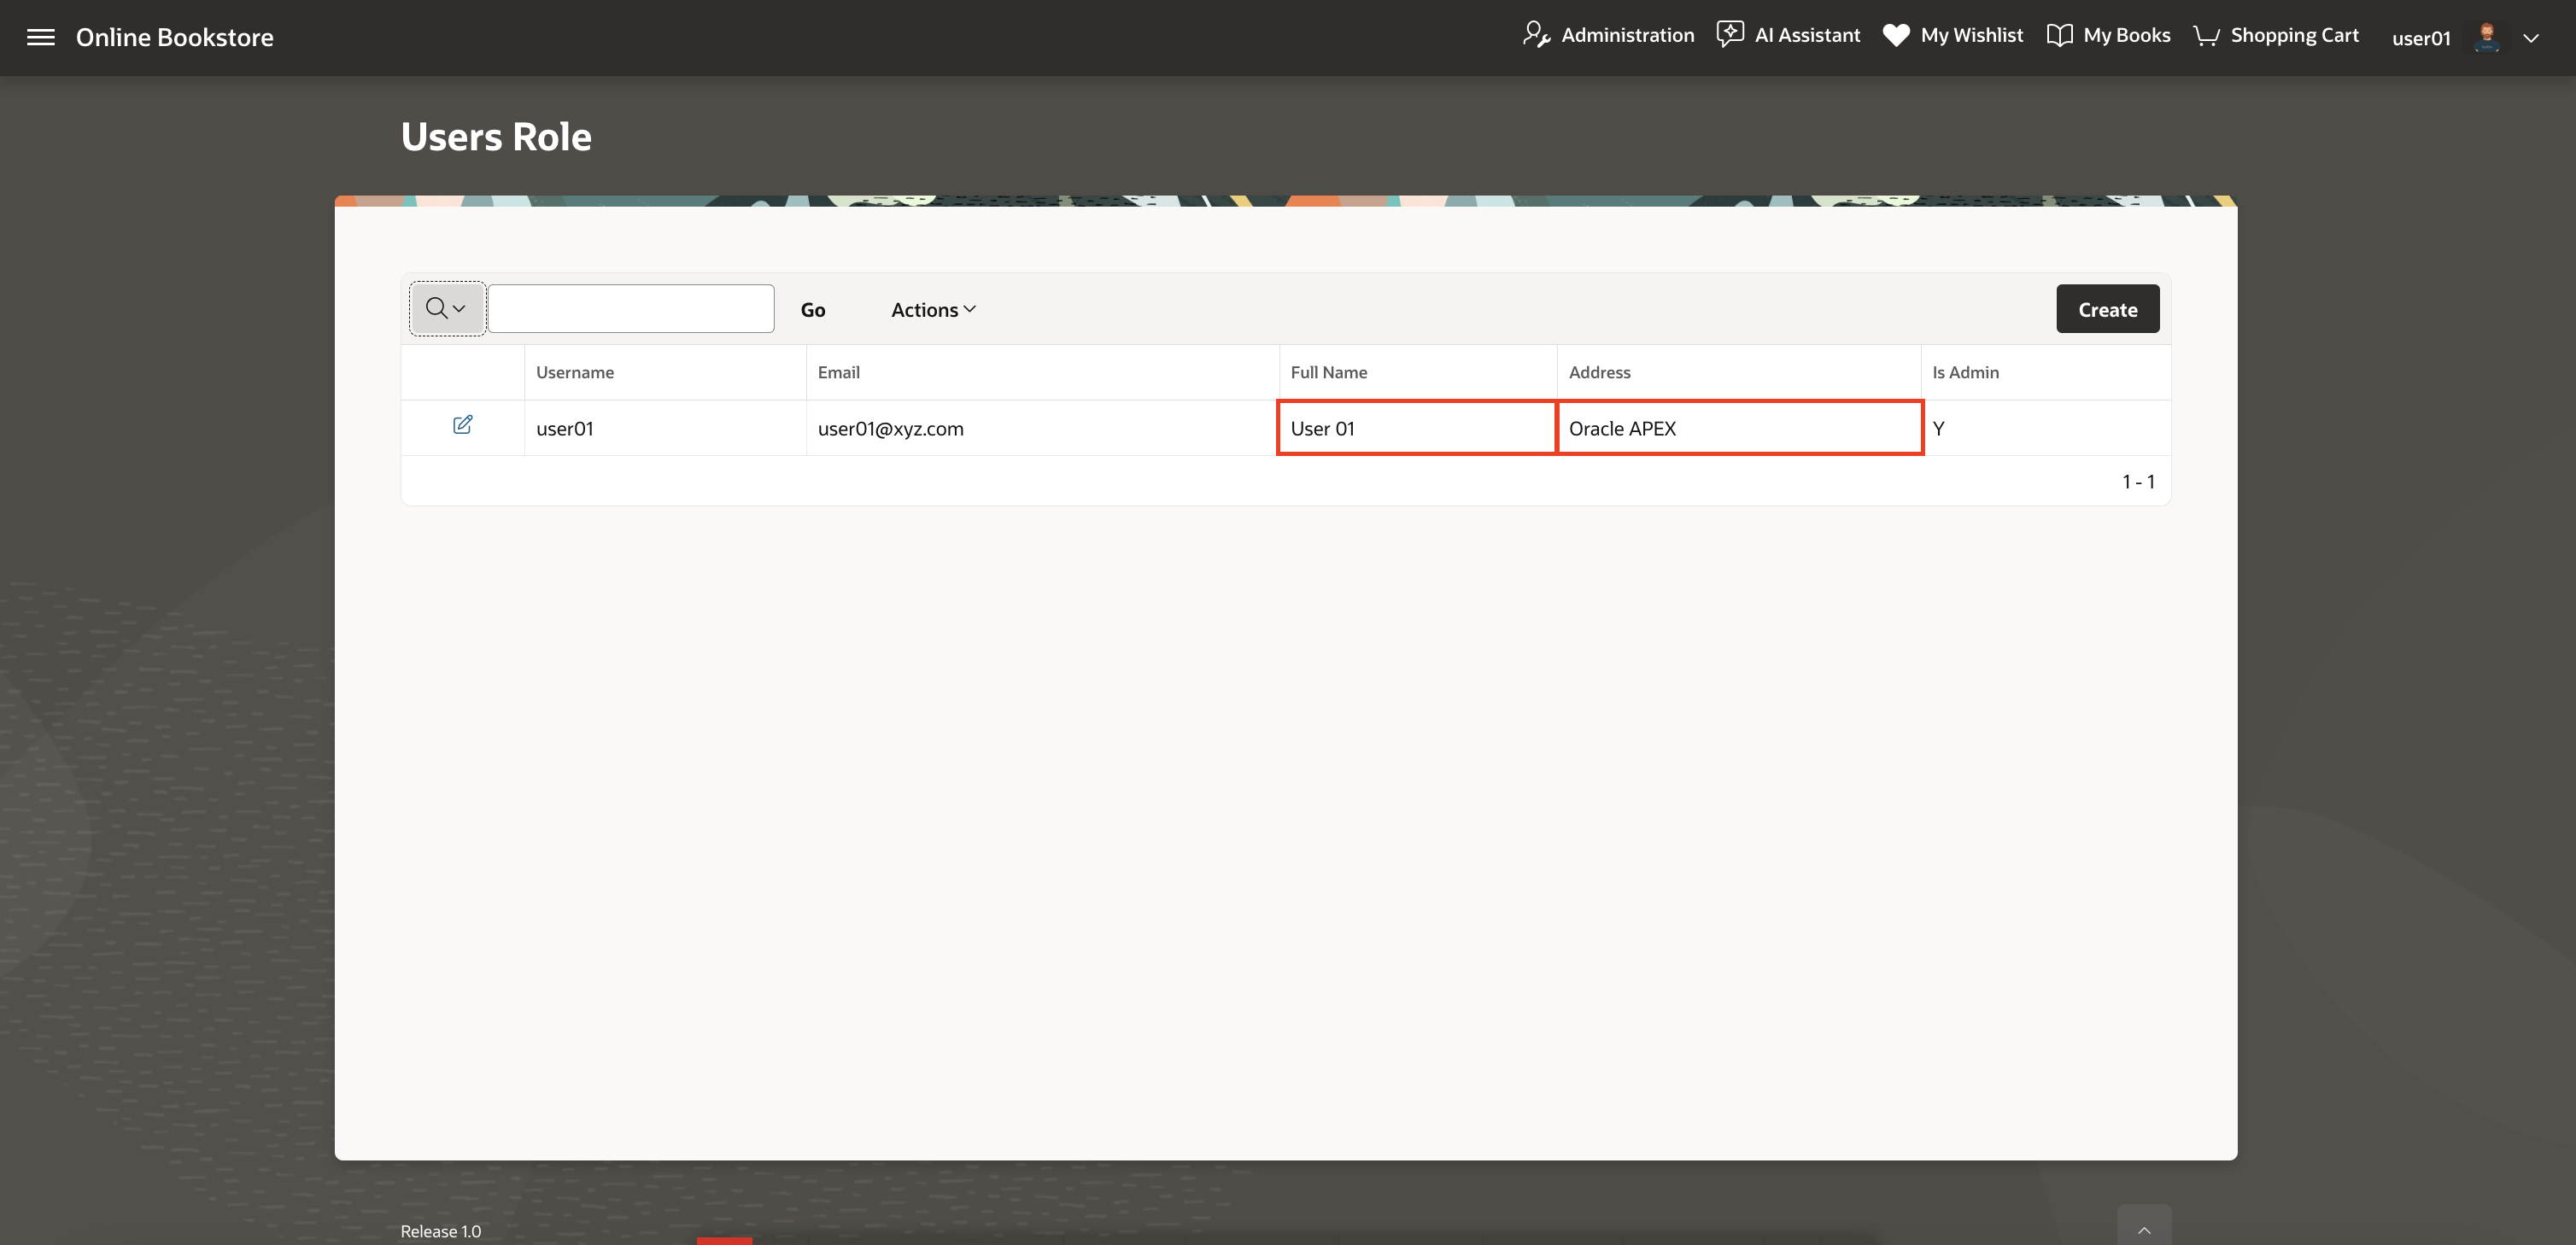 Online Bookstore
Administration AI Assistant My Wishlist My Books Shopping Cart user01
Users Role
Go Actions Create
Username Email Full Name Address Is Admin
user01 user01@xyz.com User 01 Oracle APEX Y
1 - 1
Release 1.0